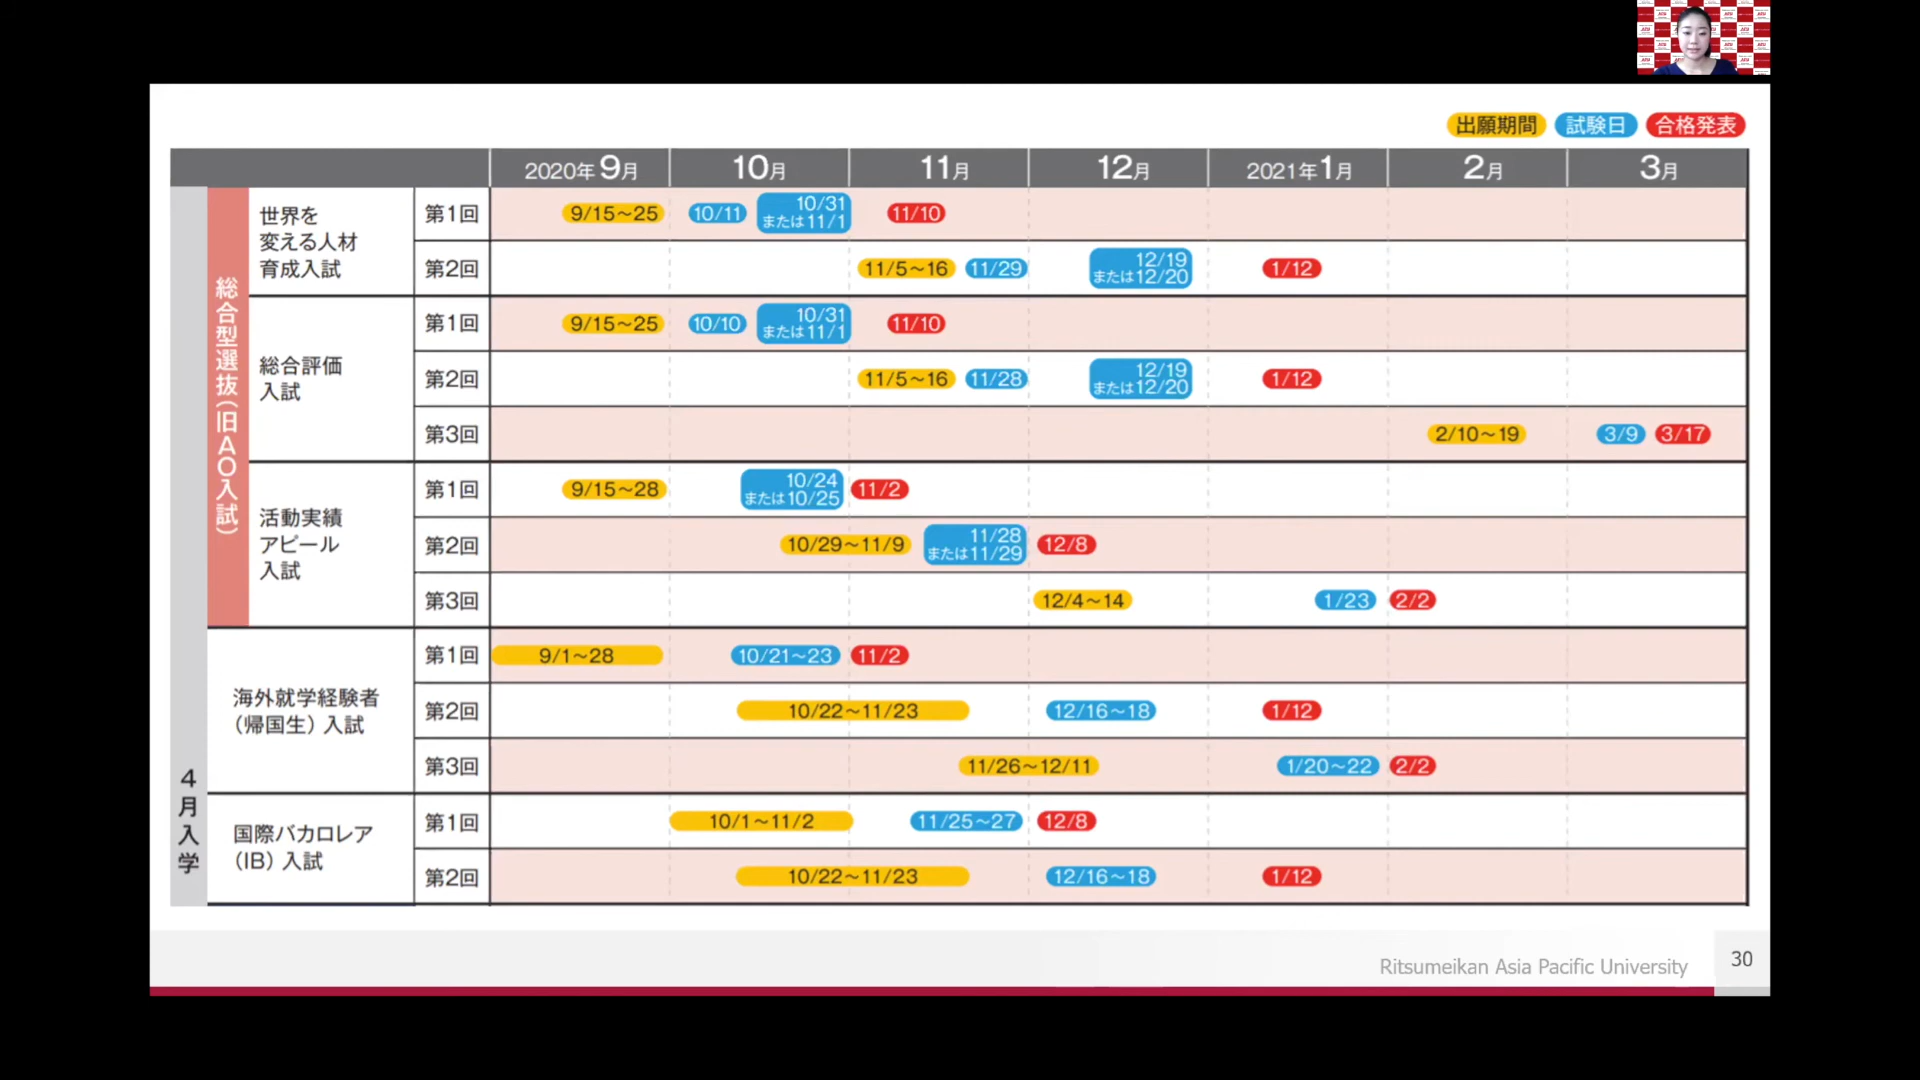 出願期間 試験日 合格発表
2020年9月 10月 11月 12月 2021年1月 2月 3月
4月入学
総合型選抜(旧AO入試)
世界を
変える人材
育成入試
第1回 9/15~25 10/11 10/31
または11/1 11/10
第2回 11/5~16 11/29 12/19
または12/20 1/12
総合評価
入試
第1回 9/15~25 10/10 10/31
または11/1 11/10
第2回 11/5~16 11/28 12/19
または12/20 1/12
第3回 2/10~19 3/9 3/17
活動実績
アピール
入試
第1回 9/15~28 10/24
または10/25 11/2
第2回 10/29~11/9 11/28
または11/29 12/8
第3回 12/4~14 1/23 2/2
海外就学経験者
(帰国生)入試
第1回 9/1~28 10/21~23 11/2
第2回 10/22~11/23 12/16~18 1/12
第3回 11/26~12/11 1/20~22 2/2
国際バカロレア
(IB)入試
第1回 10/1~11/2 11/25~27 12/8
第2回 10/22~11/23 12/16~18 1/12
Ritsumeikan Asia Pacific University
30